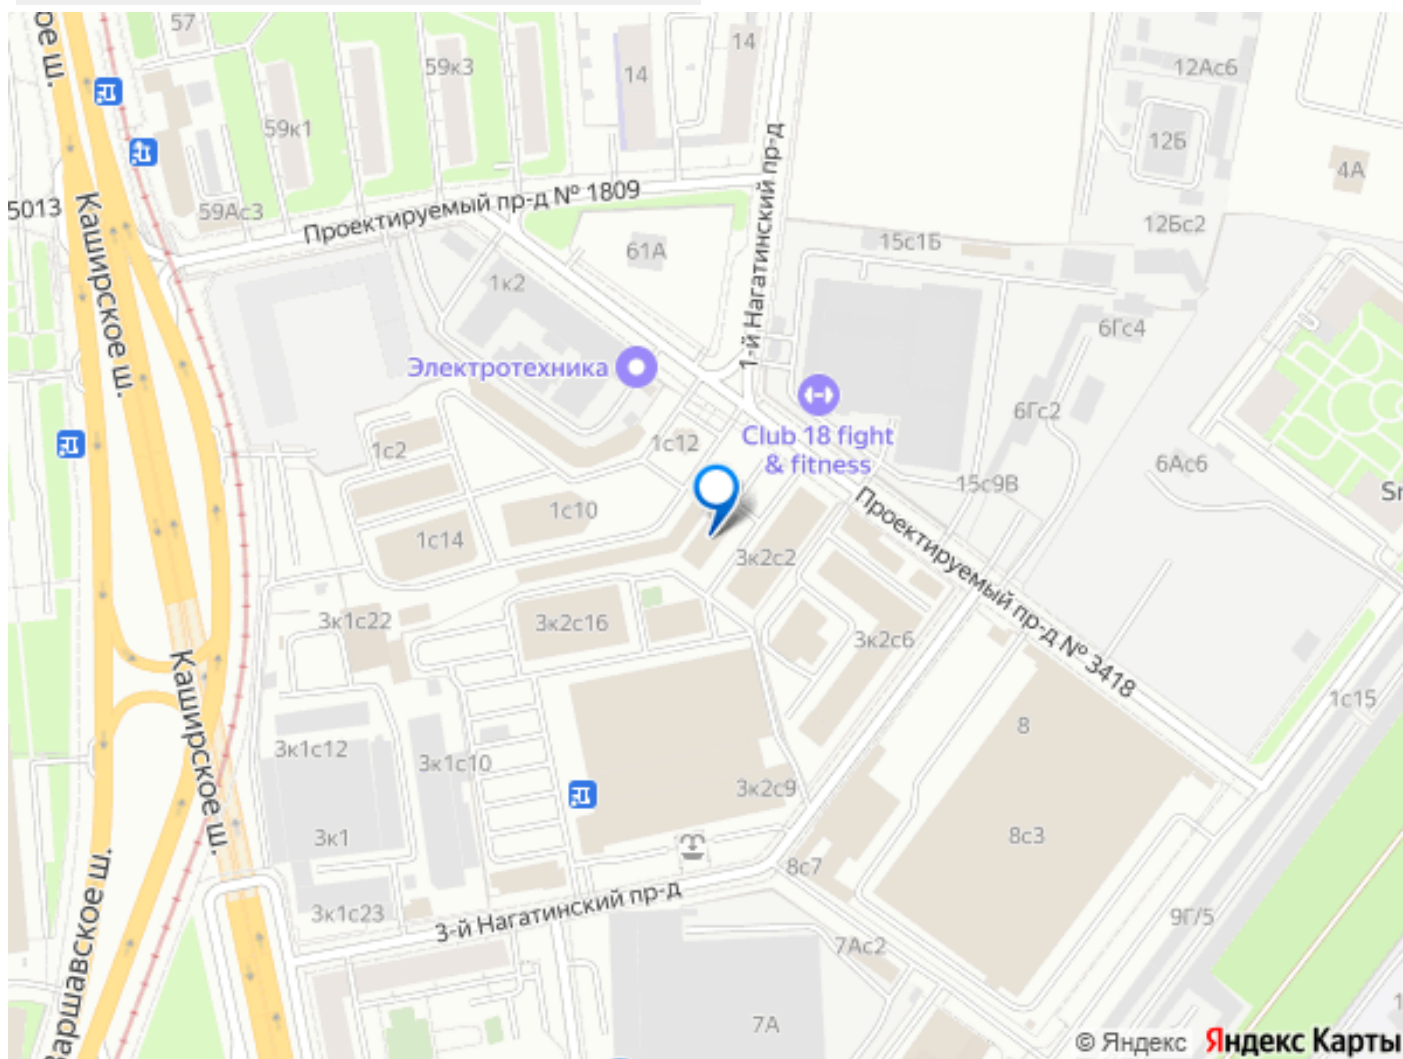 57
59к3
14
14
12Ас6
ое ш.
59к1
12Б
4А
5013
59Ас3
Проектируемый пр-д № 1809
1-й Нагатинский пр-д
12Бс2
Каширское ш.
61А
15с1Б
1к2
6Гс4
Электротехника
Club 18 fight
& fitness
6Гс2
1с2
1с12
15с9В
6Ас6
1с10
1с14
3к2с2
Проектируемый пр-д № 3418
3к1с22
3к2с16
3к2с6
Каширское ш.
1с15
3к1с12
3к1с10
3к2с9
8
3к1
8с3
8с7
3к1с23
3-й Нагатинский пр-д
Варшавское ш.
7Ас2
9Г/5
7А
© Яндекс Яндекс Карты